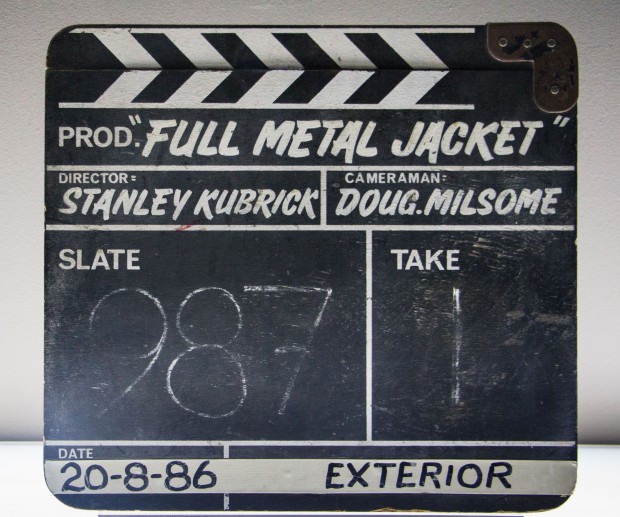 PROD. "FULL METAL JACKET"
DIRECTOR: CAMERAMAN:
STANLEY KUBRICK DOUG. MILSOME
SLATE TAKE
987 1
DATE
20-8-86 EXTERIOR